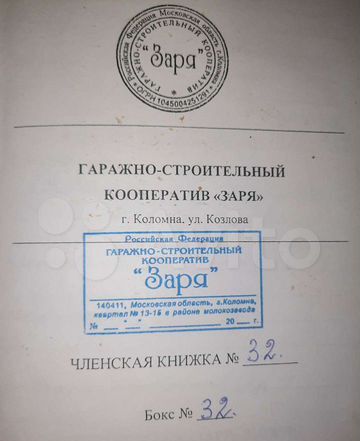 Российская Федерация Московская область г.Коломна
ГАРАЖНО-СТРОИТЕЛЬНЫЙ КООПЕРАТИВ
"Заря"
* ОГРН 1045004251291 *
ГАРАЖНО-СТРОИТЕЛЬНЫЙ
КООПЕРАТИВ «ЗАРЯ»
г. Коломна, ул. Козлова
Российская Федерация
ГАРАЖНО-СТРОИТЕЛЬНЫЙ
КООПЕРАТИВ
"Заря"
140411, Московская область, г.Коломна,
квартал № 13-15 в районе молокозавода
№ " " 20 г.
ЧЛЕНСКАЯ КНИЖКА № 32.
Бокс № 32.
Avito